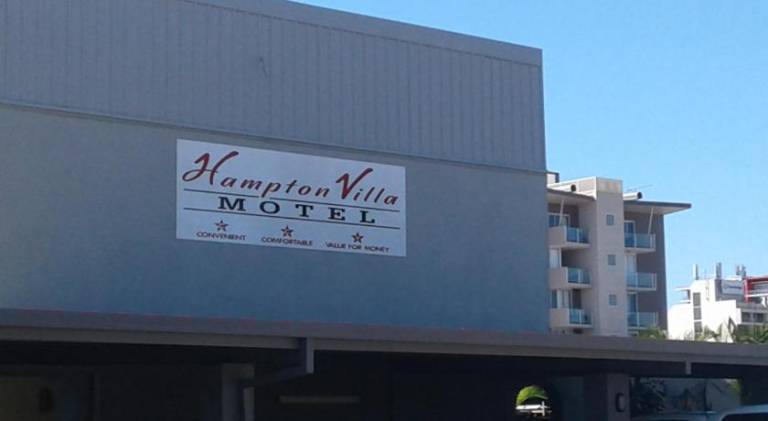 Hampton Villa
MOTEL
CONVENIENT COMFORTABLE VALUE FOR MONEY